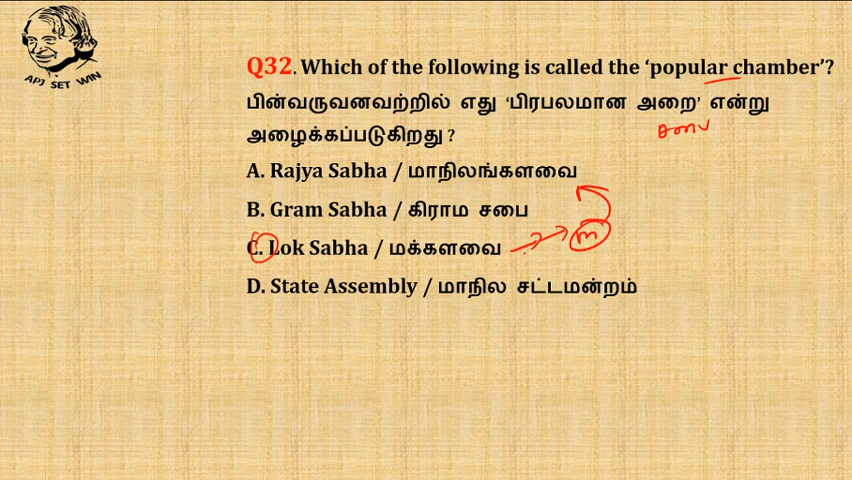 APJ SET WIN
Q32. Which of the following is called the ‘popular chamber’?
பின்வருவனவற்றில் எது ‘பிரபலமான அறை’ என்று
சபை
அழைக்கப்படுகிறது ?
A. Rajya Sabha / மாநிலங்களவை
B. Gram Sabha / கிராம சபை
C. Lok Sabha / மக்களவை
D. State Assembly / மாநில சட்டமன்றம்